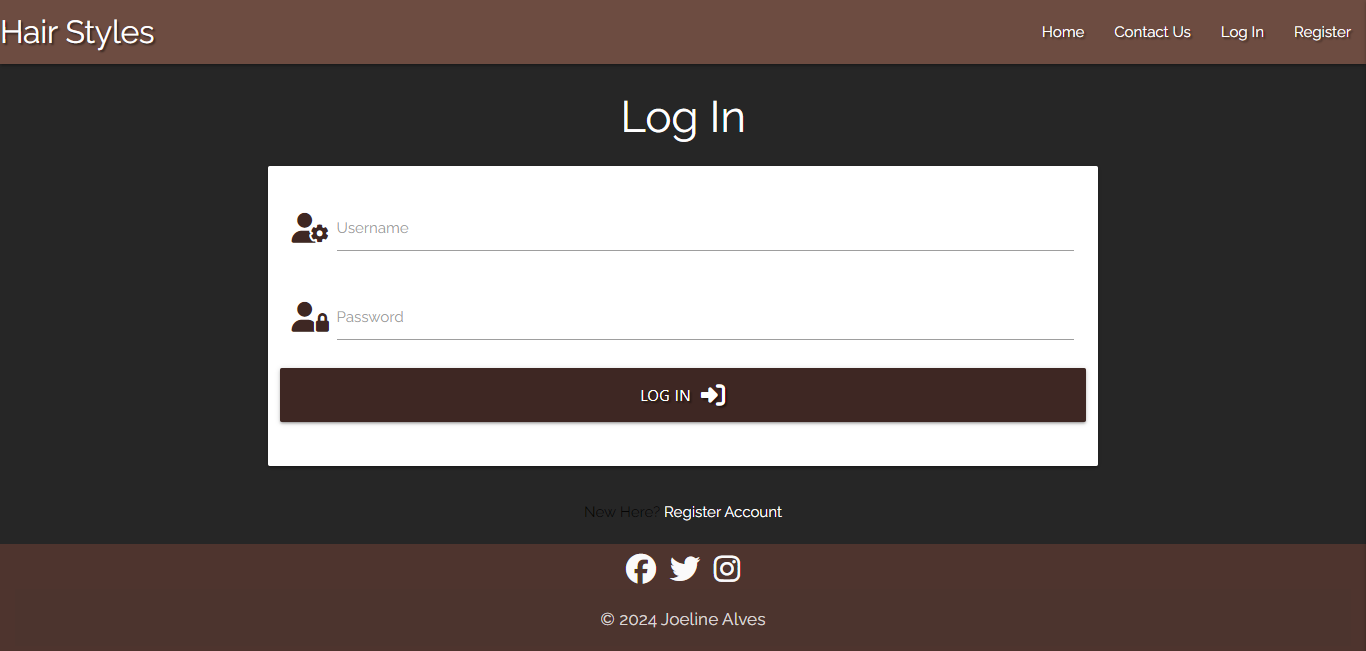 Hair Styles
Home Contact Us Log In Register
Log In
Username
Password
LOG IN
New Here? Register Account
© 2024 Joeline Alves